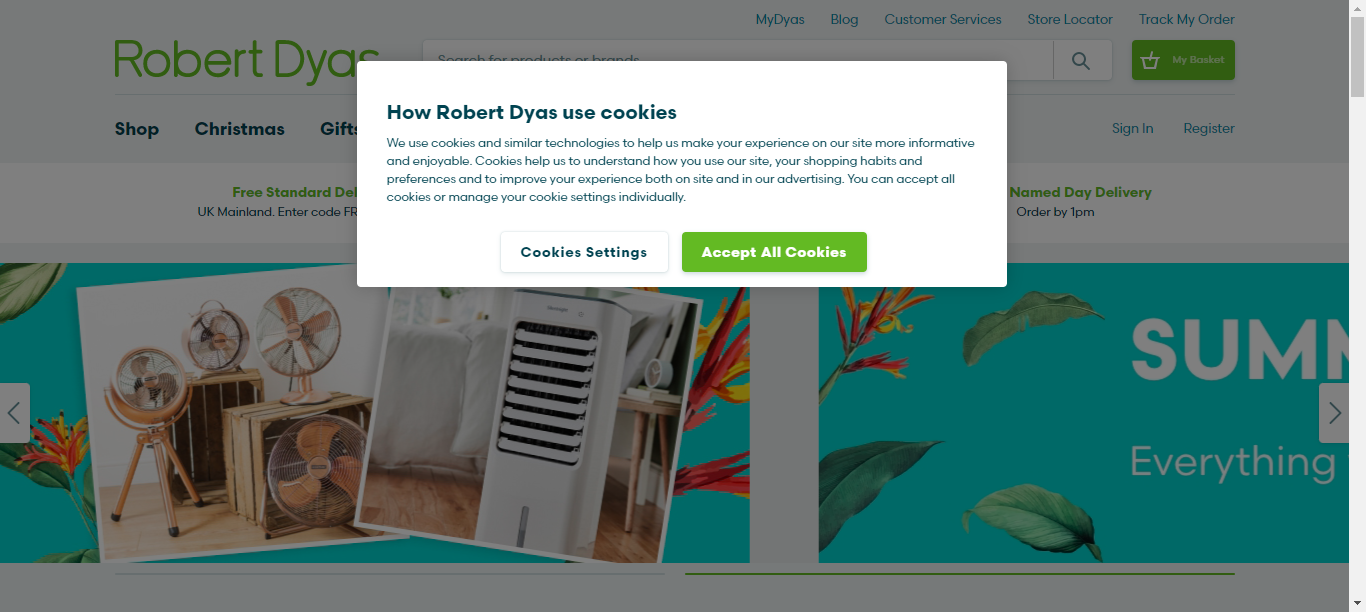 MyDyas Blog Customer Services Store Locator Track My Order
Robert Dyas
Search for products or brands
My Basket
Shop Christmas Gifts
Sign In Register
How Robert Dyas use cookies
We use cookies and similar technologies to help us make your experience on our site more informative
and enjoyable. Cookies help us to understand how you use our site, your shopping habits and
preferences and to improve your experience both on site and in our advertising. You can accept all
cookies or manage your cookie settings individually.
Cookies Settings Accept All Cookies
Free Standard Del
UK Mainland. Enter code FR
Named Day Delivery
Order by 1pm
SUMM
Everything